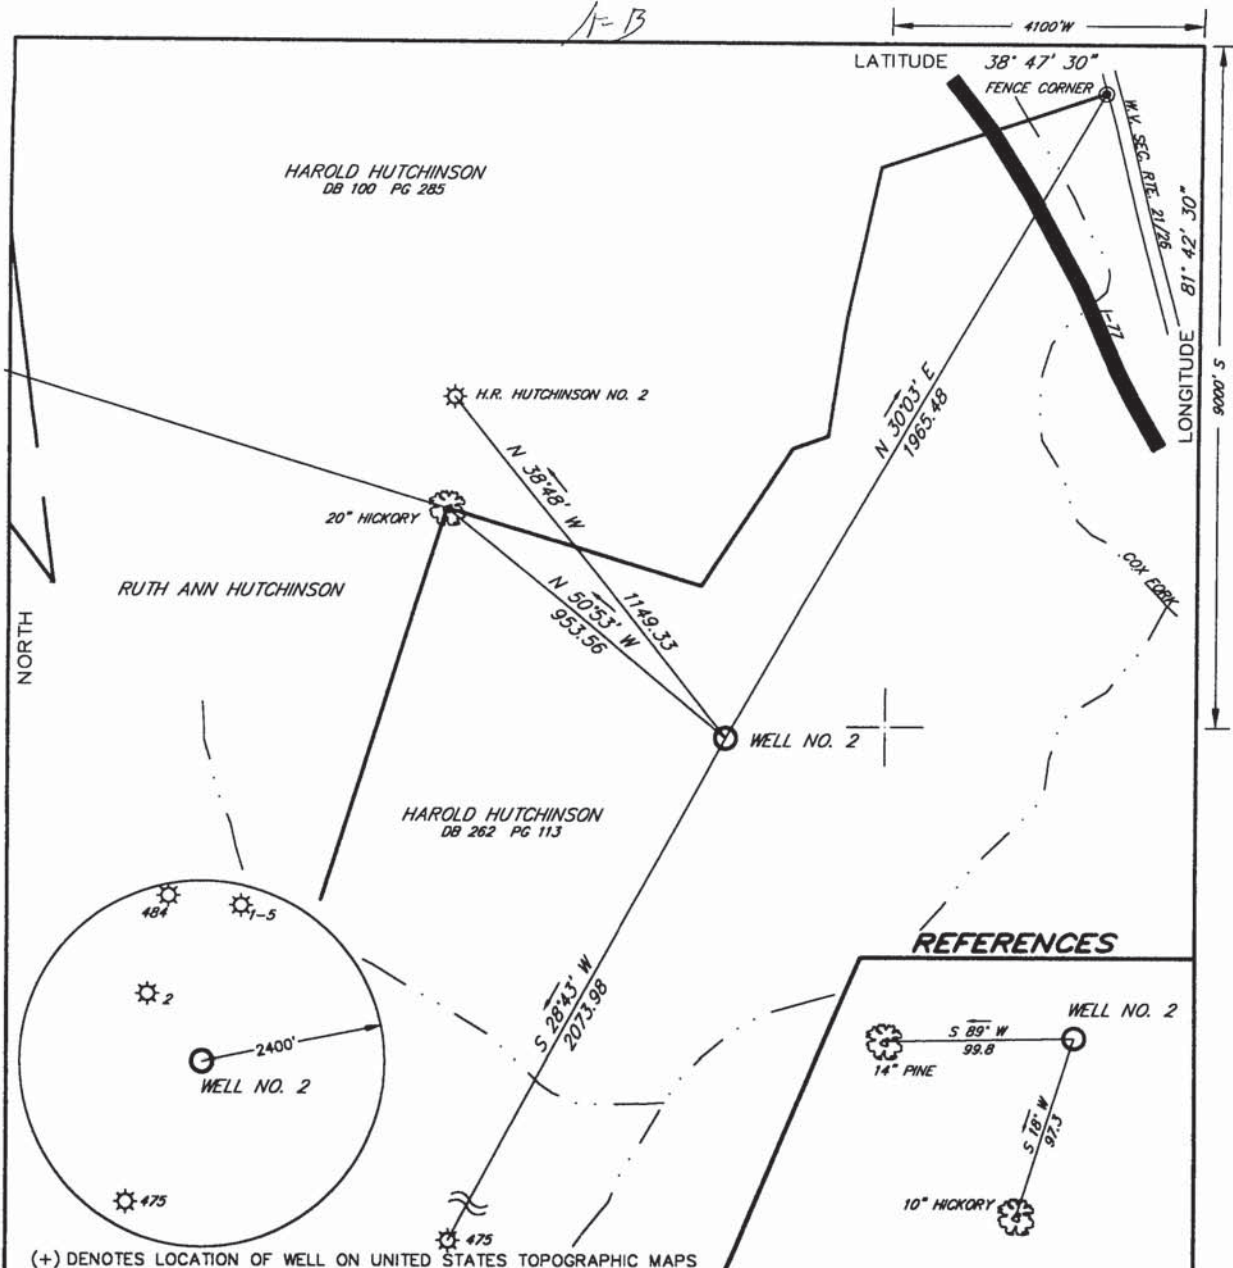 4100'W
LATITUDE 38° 47' 30"
FENCE CORNER
W.V. SEC. RTE. 21/26
HAROLD HUTCHINSON
DB 100 PG 285
LONGITUDE 81° 42' 30"
9000' S
I-77
H.R. HUTCHINSON NO. 2
N 30°03' E
1965.48
N 38°48' W
1149.33
20" HICKORY
N 50°53' W
953.56
RUTH ANN HUTCHINSON
COX FORK
NORTH
WELL NO. 2
HAROLD HUTCHINSON
DB 262 PG 113
484
1-5
2
2400'
WELL NO. 2
475
S 28°43' W
2073.98
475
REFERENCES
WELL NO. 2
S 89° W
99.8
14" PINE
S 18° W
97.3
10" HICKORY
(+) DENOTES LOCATION OF WELL ON UNITED STATES TOPOGRAPHIC MAPS